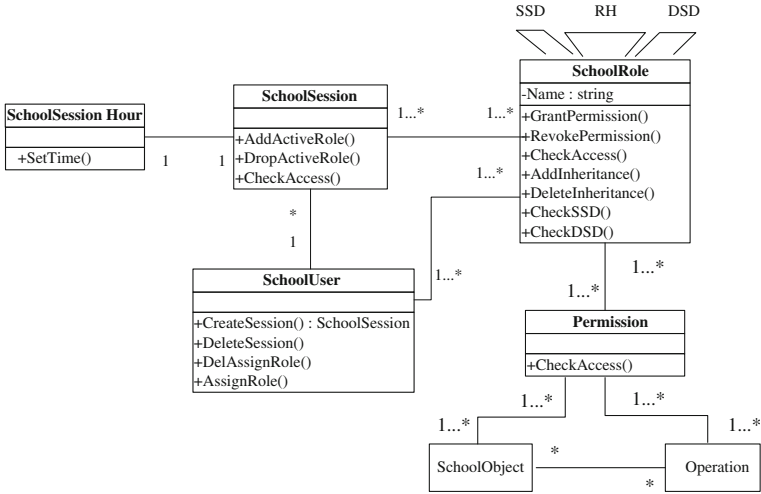 SSD RH DSD
SchoolRole
-Name : string
+GrantPermission()
+RevokePermission()
+CheckAccess()
+AddInheritance()
+DeleteInheritance()
+CheckSSD()
+CheckDSD()
SchoolSession
+AddActiveRole()
+DropActiveRole()
+CheckAccess()
1...* 1...*
SchoolSession Hour
+SetTime()
1 1
*
1
1...*
1...*
SchoolUser
+CreateSession() : SchoolSession
+DeleteSession()
+DelAssignRole()
+AssignRole()
1...*
1...*
Permission
+CheckAccess()
1...* 1...*
1...* 1...*
SchoolObject
*
*
Operation